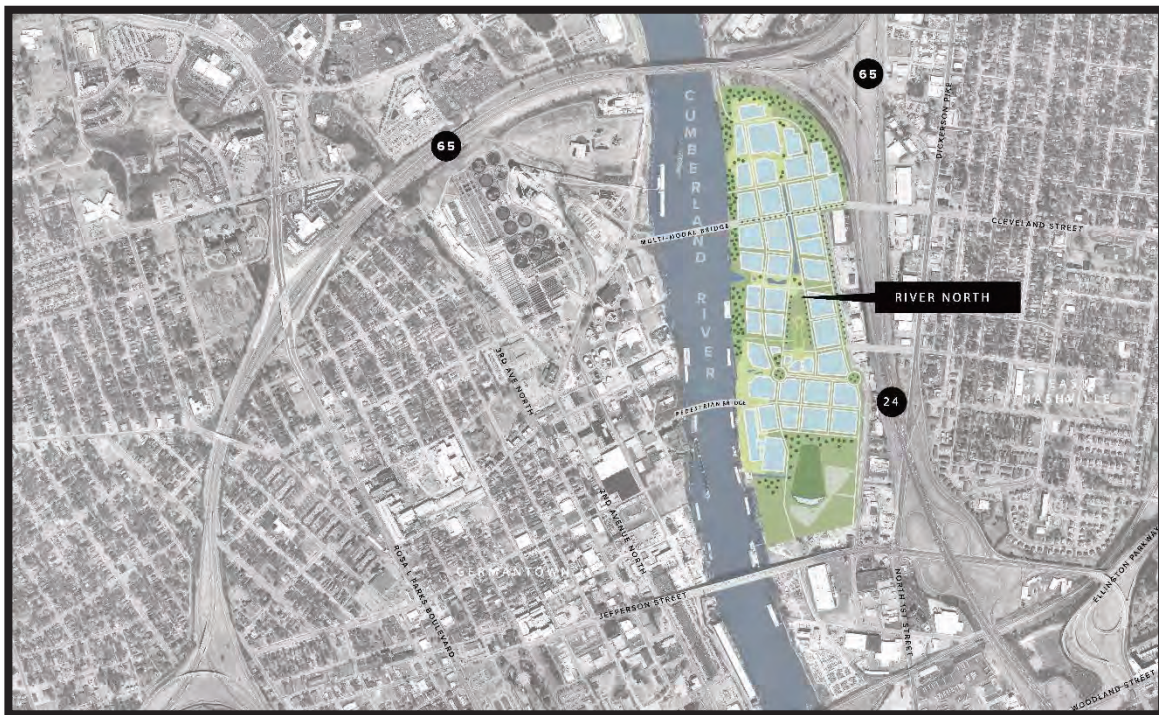 65
65
DICKERSON PIKE
CUMBERLAND RIVER
CLEVELAND STREET
MULTI-MODAL BRIDGE
RIVER NORTH
3RD AVE NORTH
EAST
NASHVILLE
24
PEDESTRIAN BRIDGE
2ND AVENUE NORTH
ROSA L PARKS BOULEVARD
GERMANTOWN
JEFFERSON STREET
NORTH 1ST STREET
ELLINGTON PARKWAY
WOODLAND STREET